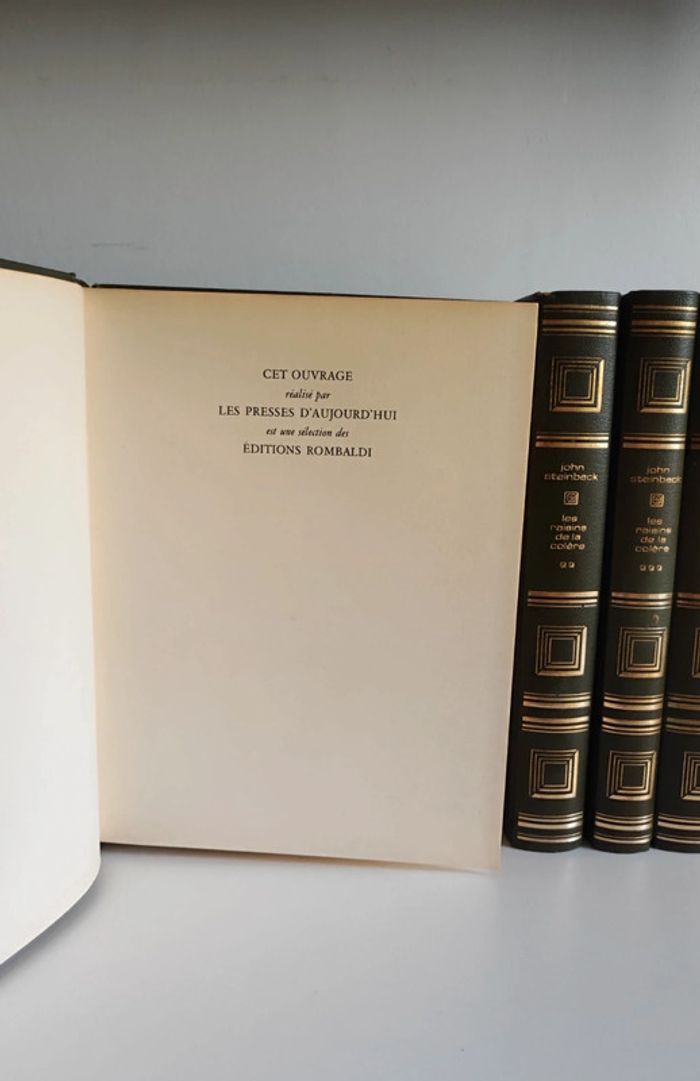 CET OUVRAGE
réalisé par
LES PRESSES D'AUJOURD'HUI
est une sélection des
ÉDITIONS ROMBALDI
john
steinbeck
les
raisins
de la
colère
john
steinbeck
les
raisins
de la
colère